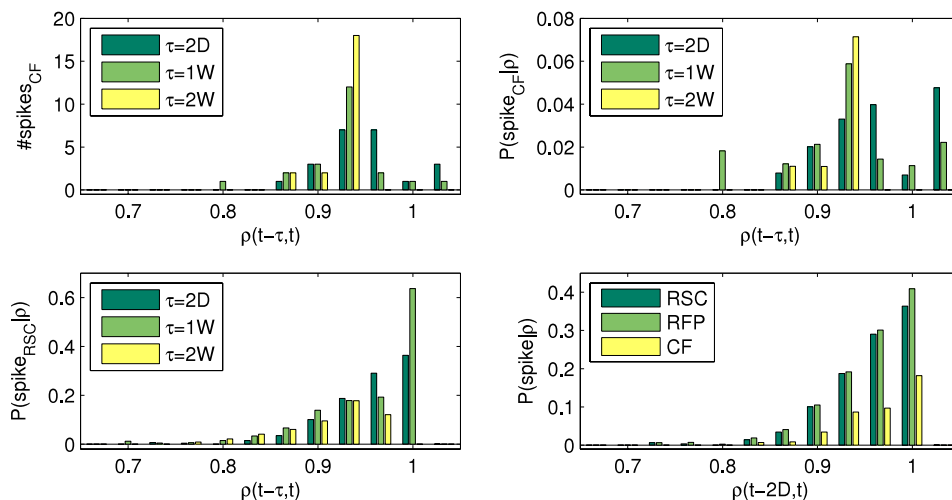 20
15
10
5
0
#spikes_CF
τ=2D
τ=1W
τ=2W
0.7 0.8 0.9 1
ρ(t−τ,t)
0.08
0.06
0.04
0.02
0
P(spike_CF|ρ)
τ=2D
τ=1W
τ=2W
0.7 0.8 0.9 1
ρ(t−τ,t)
0.6
0.4
0.2
0
P(spike_RSC|ρ)
τ=2D
τ=1W
τ=2W
0.7 0.8 0.9 1
ρ(t−τ,t)
0.4
0.3
0.2
0.1
0
P(spike|ρ)
RSC
RFP
CF
0.7 0.8 0.9 1
ρ(t−2D,t)